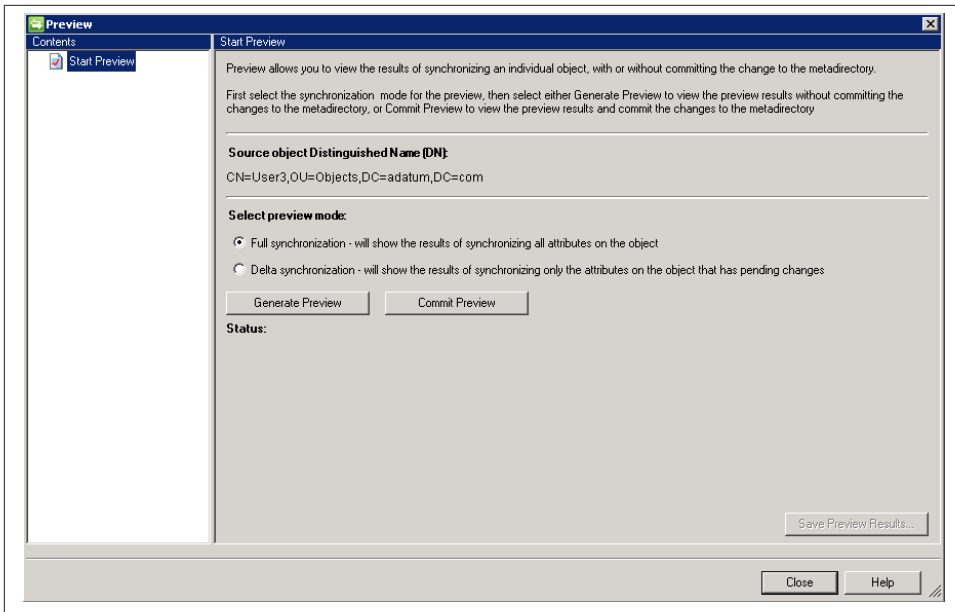 Preview
Contents
Start Preview
Start Preview
Preview allows you to view the results of synchronizing an individual object, with or without committing the change to the metadirectory.
First select the synchronization mode for the preview, then select either Generate Preview to view the preview results without committing the
changes to the metadirectory, or Commit Preview to view the preview results and commit the changes to the metadirectory
Source object Distinguished Name (DN):
CN=User3,OU=Objects,DC=adatum,DC=com
Select preview mode:
Full synchronization - will show the results of synchronizing all attributes on the object
Delta synchronization - will show the results of synchronizing only the attributes on the object that has pending changes
Generate Preview
Commit Preview
Status:
Save Preview Results...
Close
Help